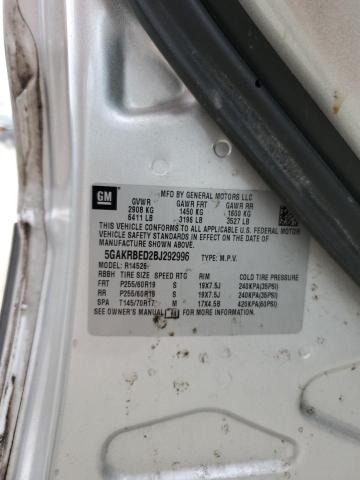 GM
MFD BY GENERAL MOTORS LLC
GVWR GAWR FRT GAWR RR
2908 KG 1450 KG 1600 KG
6411 LB 3196 LB 3527 LB
THIS VEHICLE CONFORMS TO ALL APPLICABLE U.S. FEDERAL MOTOR
VEHICLE SAFETY AND THEFT PREVENTION STANDARDS IN EFFECT ON THE DATE OF
MANUFACTURE SHOWN ABOVE.
5GAKRBED2BJ292996 TYPE: M.P.V.
MODEL: R14526
RBBH TIRE SIZE SPEED RTG RIM COLD TIRE PRESSURE
FRT P255/60R19 S 19X7.5J 240KPA(35PSI)
RR P255/60R19 S 19X7.5J 240KPA(35PSI)
SPA T145/70R17 M 17X4.5B 420KPA(60PSI)
SEE OWNER'S MANUAL FOR MORE INFORMATION.